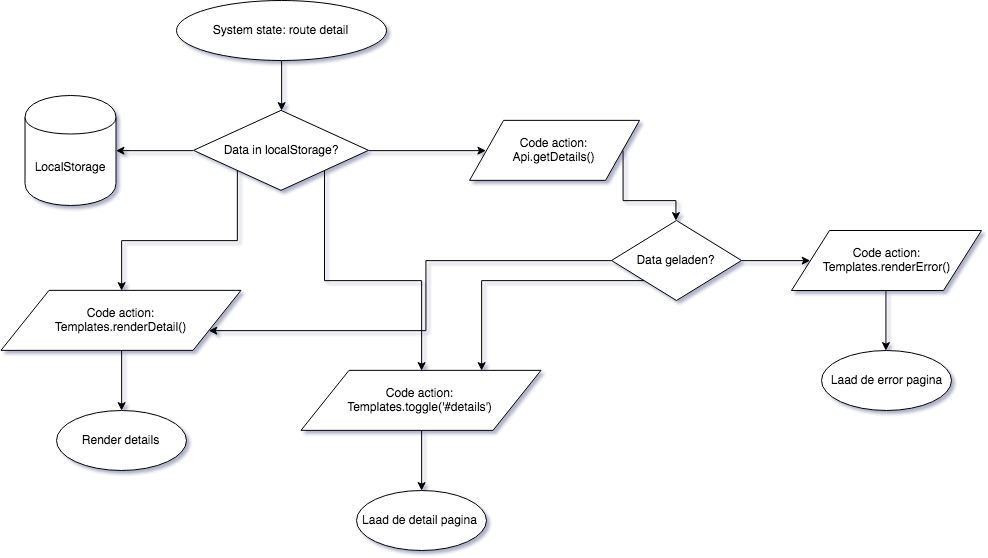 System state: route detail
LocalStorage
Data in localStorage?
Code action:
Api.getDetails()
Data geladen?
Code action:
Templates.renderError()
Code action:
Templates.renderDetail()
Code action:
Templates.toggle('#details')
Laad de error pagina
Render details
Laad de detail pagina